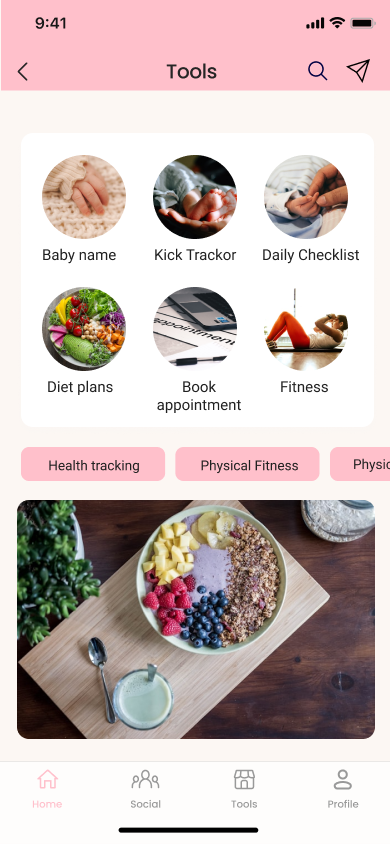 9:41
Tools
Baby name
Kick Trackor
Daily Checklist
appointment
Diet plans
Book
appointment
Fitness
Health tracking
Physical Fitness
Physic
Home
Social
Tools
Profile